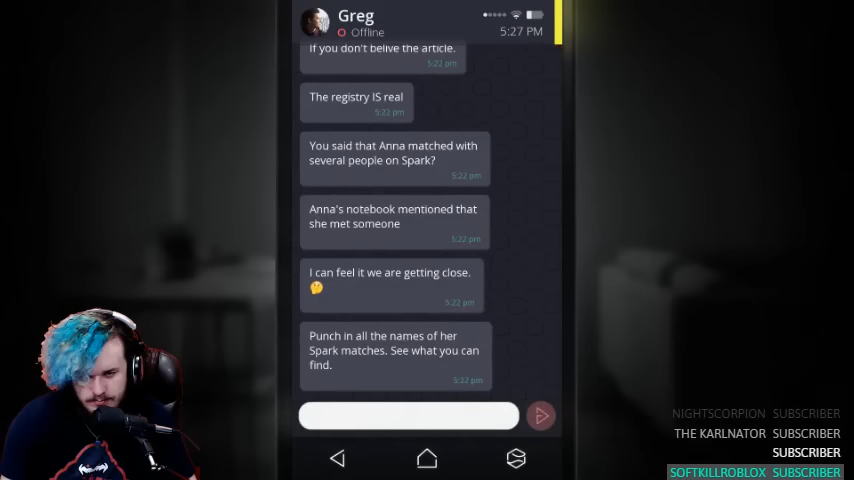 Greg
Offline
5:27 PM
If you don't belive the article.
5:22 pm
The registry IS real
5:22 pm
You said that Anna matched with
several people on Spark?
5:22 pm
Anna's notebook mentioned that
she met someone
5:22 pm
I can feel it we are getting close.
🤔
5:22 pm
Punch in all the names of her
Spark matches. See what you can
find.
5:22 pm
NIGHTSCORPION SUBSCRIBER
THE KARLNATOR SUBSCRIBER
SUBSCRIBER
SOFTKILLROBLOX SUBSCRIBER